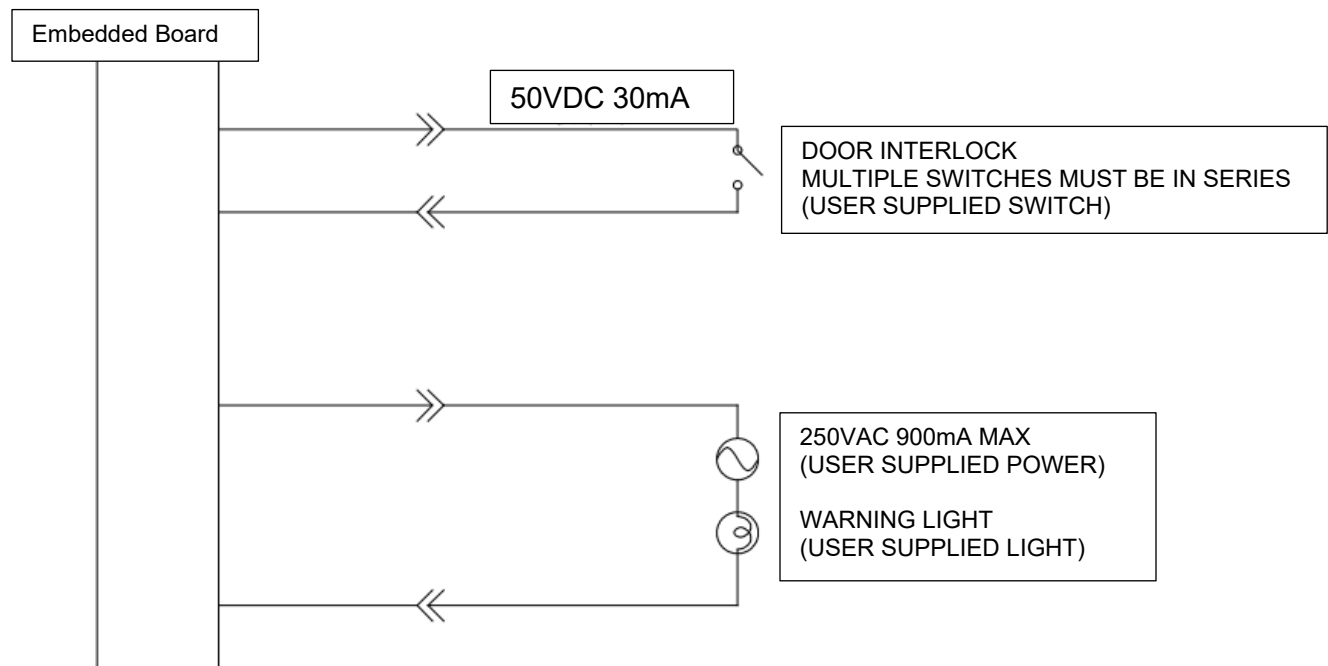 Embedded Board
50VDC 30mA
DOOR INTERLOCK
MULTIPLE SWITCHES MUST BE IN SERIES
(USER SUPPLIED SWITCH)
250VAC 900mA MAX
(USER SUPPLIED POWER)
WARNING LIGHT
(USER SUPPLIED LIGHT)